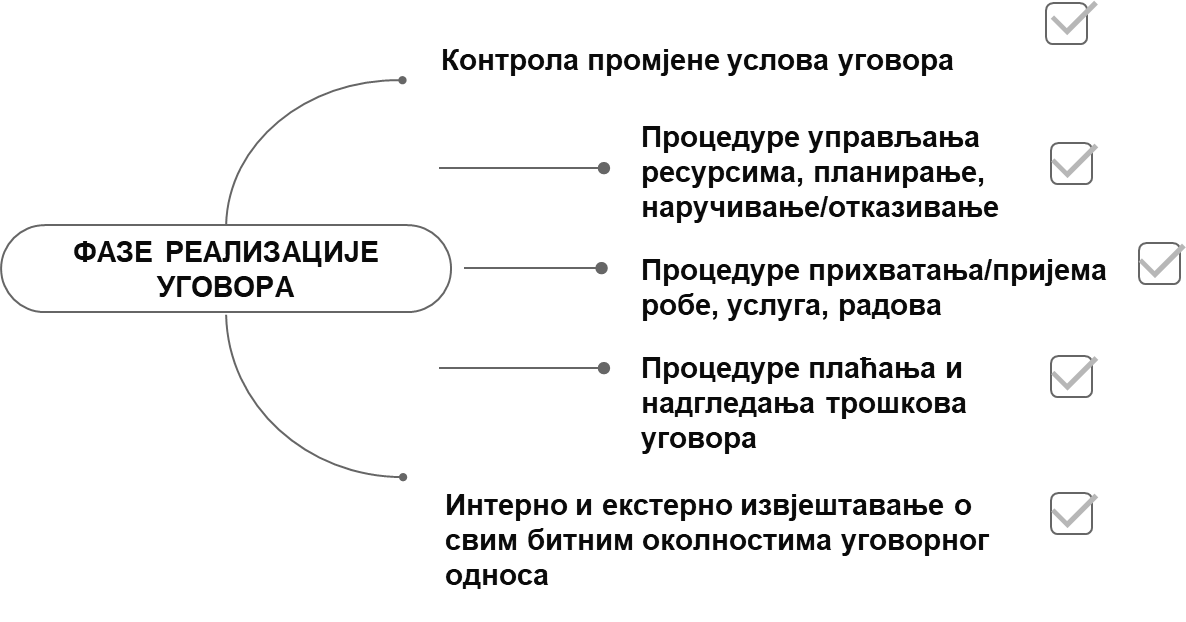 Контрола промјене услова уговора
Процедуре управљања
ресурсима, планирање,
наручивање/отказивање
ФАЗЕ РЕАЛИЗАЦИЈЕ
УГОВОРА
Процедуре прихватања/пријема
робе, услуга, радова
Процедуре плаћања и
надгледања трошкова
уговора
Интерно и екстерно извјештавање о
свим битним околностима уговорног
односа